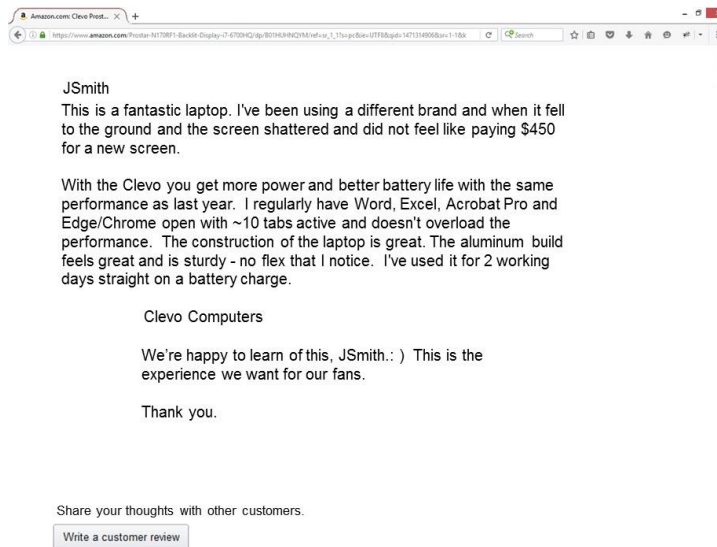 Amazon.com: Clevo Prost...
https://www.amazon.com/Prostar-N170RF1-Backlit-Display-i7-6700HQ/dp/B01HUHNQYM/ref=sr_1_1?s=pc&ie=UTF8&qid=1471314906&sr=1-1&k
Search
JSmith
This is a fantastic laptop. I've been using a different brand and when it fell
to the ground and the screen shattered and did not feel like paying $450
for a new screen.
With the Clevo you get more power and better battery life with the same
performance as last year. I regularly have Word, Excel, Acrobat Pro and
Edge/Chrome open with ~10 tabs active and doesn't overload the
performance. The construction of the laptop is great. The aluminum build
feels great and is sturdy - no flex that I notice. I've used it for 2 working
days straight on a battery charge.
Clevo Computers
We're happy to learn of this, JSmith.: ) This is the
experience we want for our fans.
Thank you.
Share your thoughts with other customers.
Write a customer review